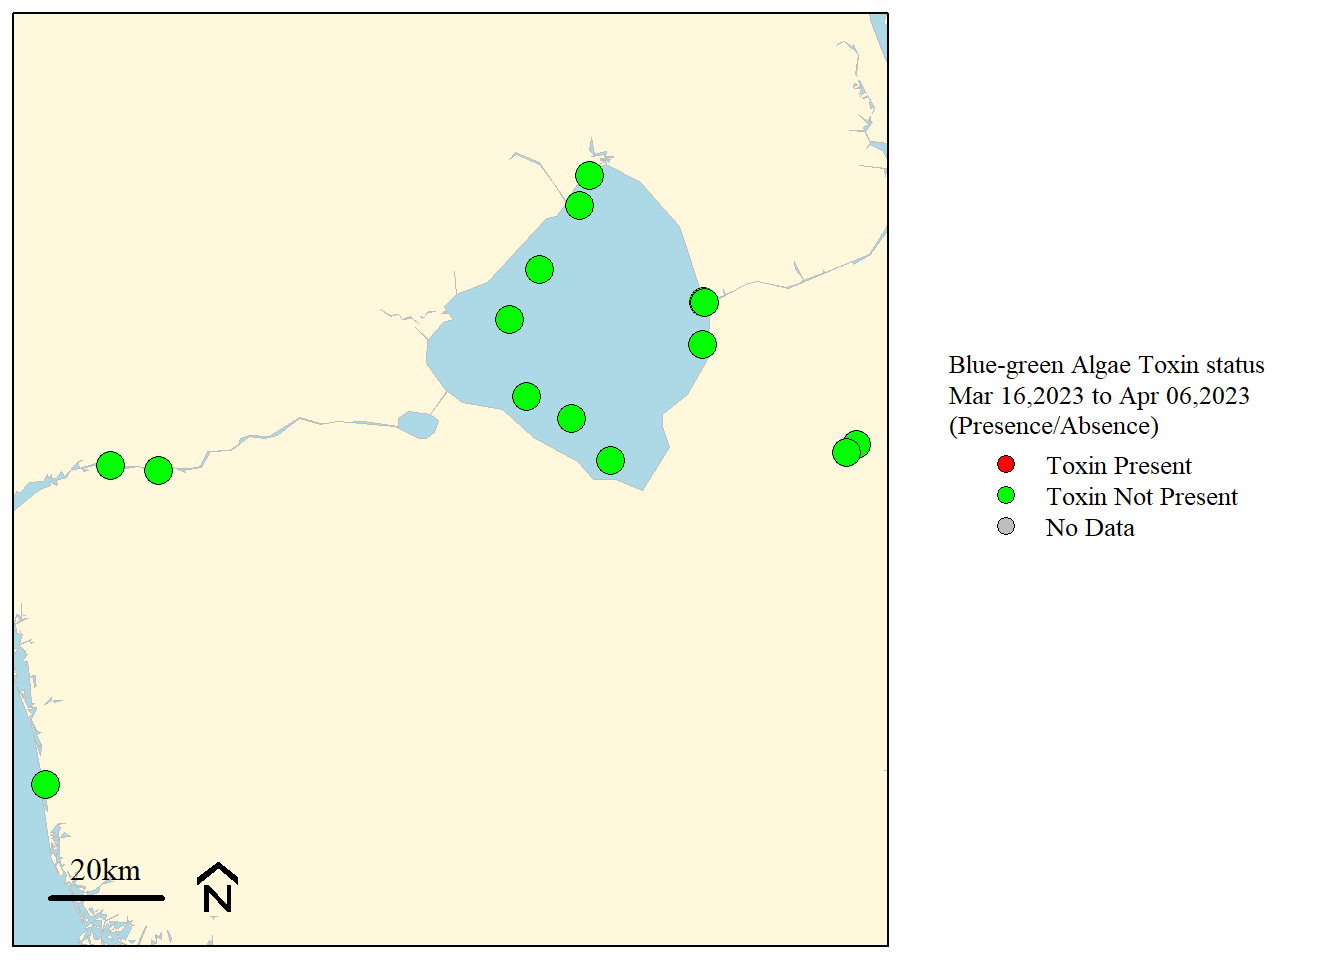 Blue-green Algae Toxin status
Mar 16,2023 to Apr 06,2023
(Presence/Absence)
Toxin Present
Toxin Not Present
No Data
20km
N